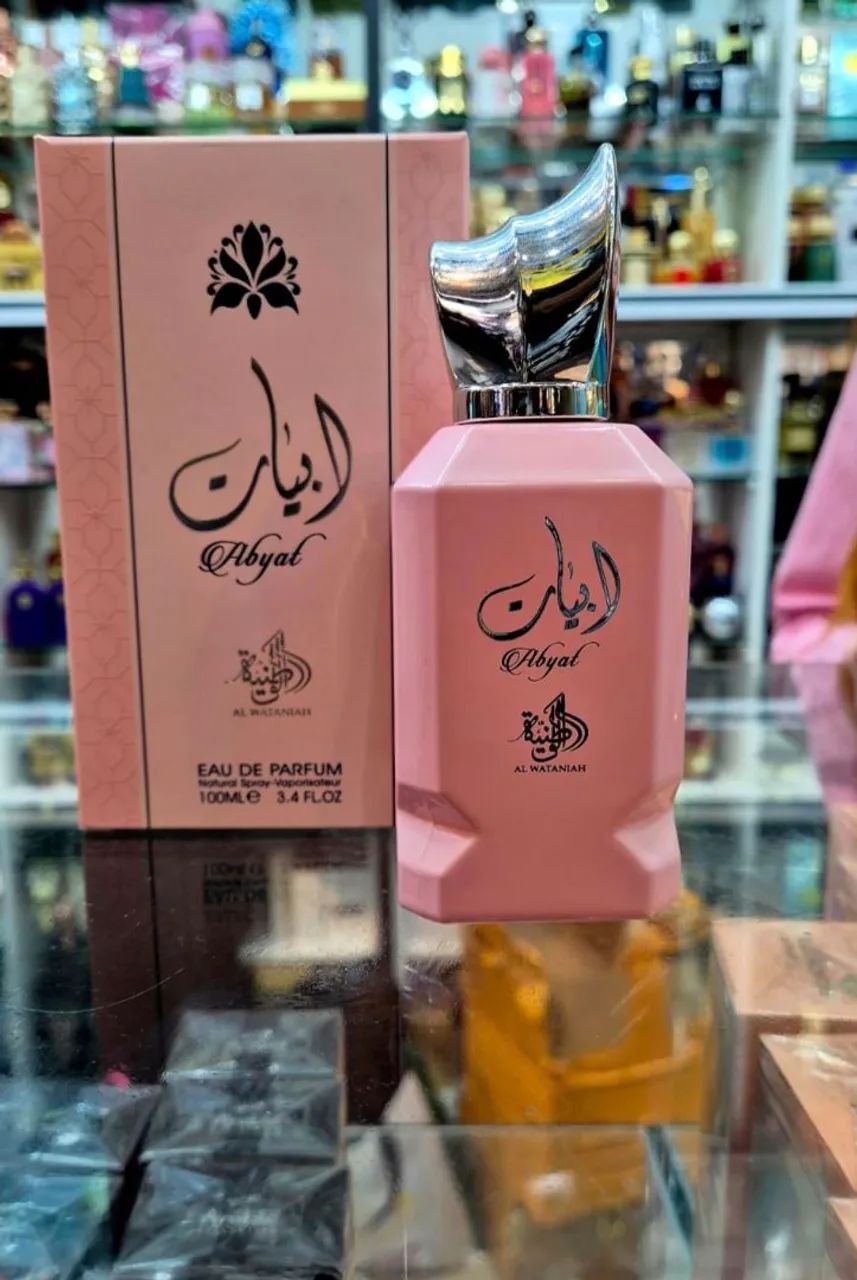 ابيات
Abyat
الوطنية
AL WATANIAH
EAU DE PARFUM
Natural Spray-Vaporisateur
100ML℮ 3.4 FL.OZ
ابيات
Abyat
الوطنية
AL WATANIAH